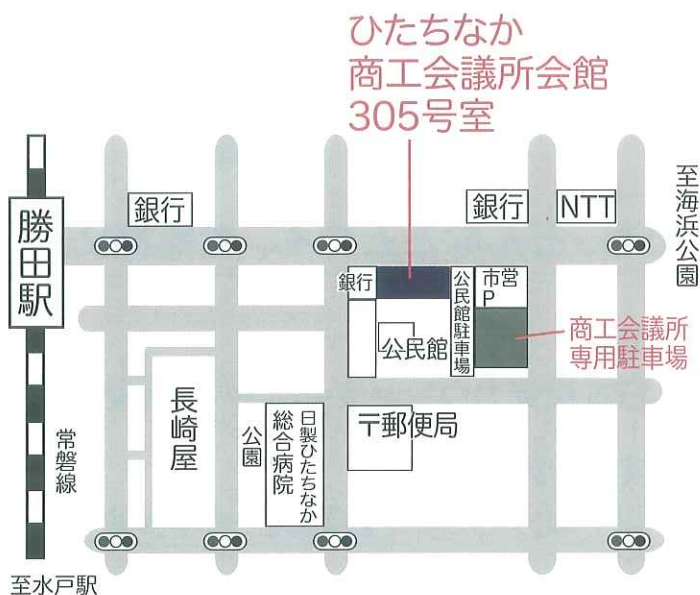 ひたちなか
商工会議所会館
305号室
至海浜公園
銀行
銀行
NTT
勝田駅
銀行
公民館駐車場
市営
P
公民館
商工会議所
専用駐車場
長崎屋
常磐線
公園
日製ひたちなか
総合病院
〒郵便局
至水戸駅